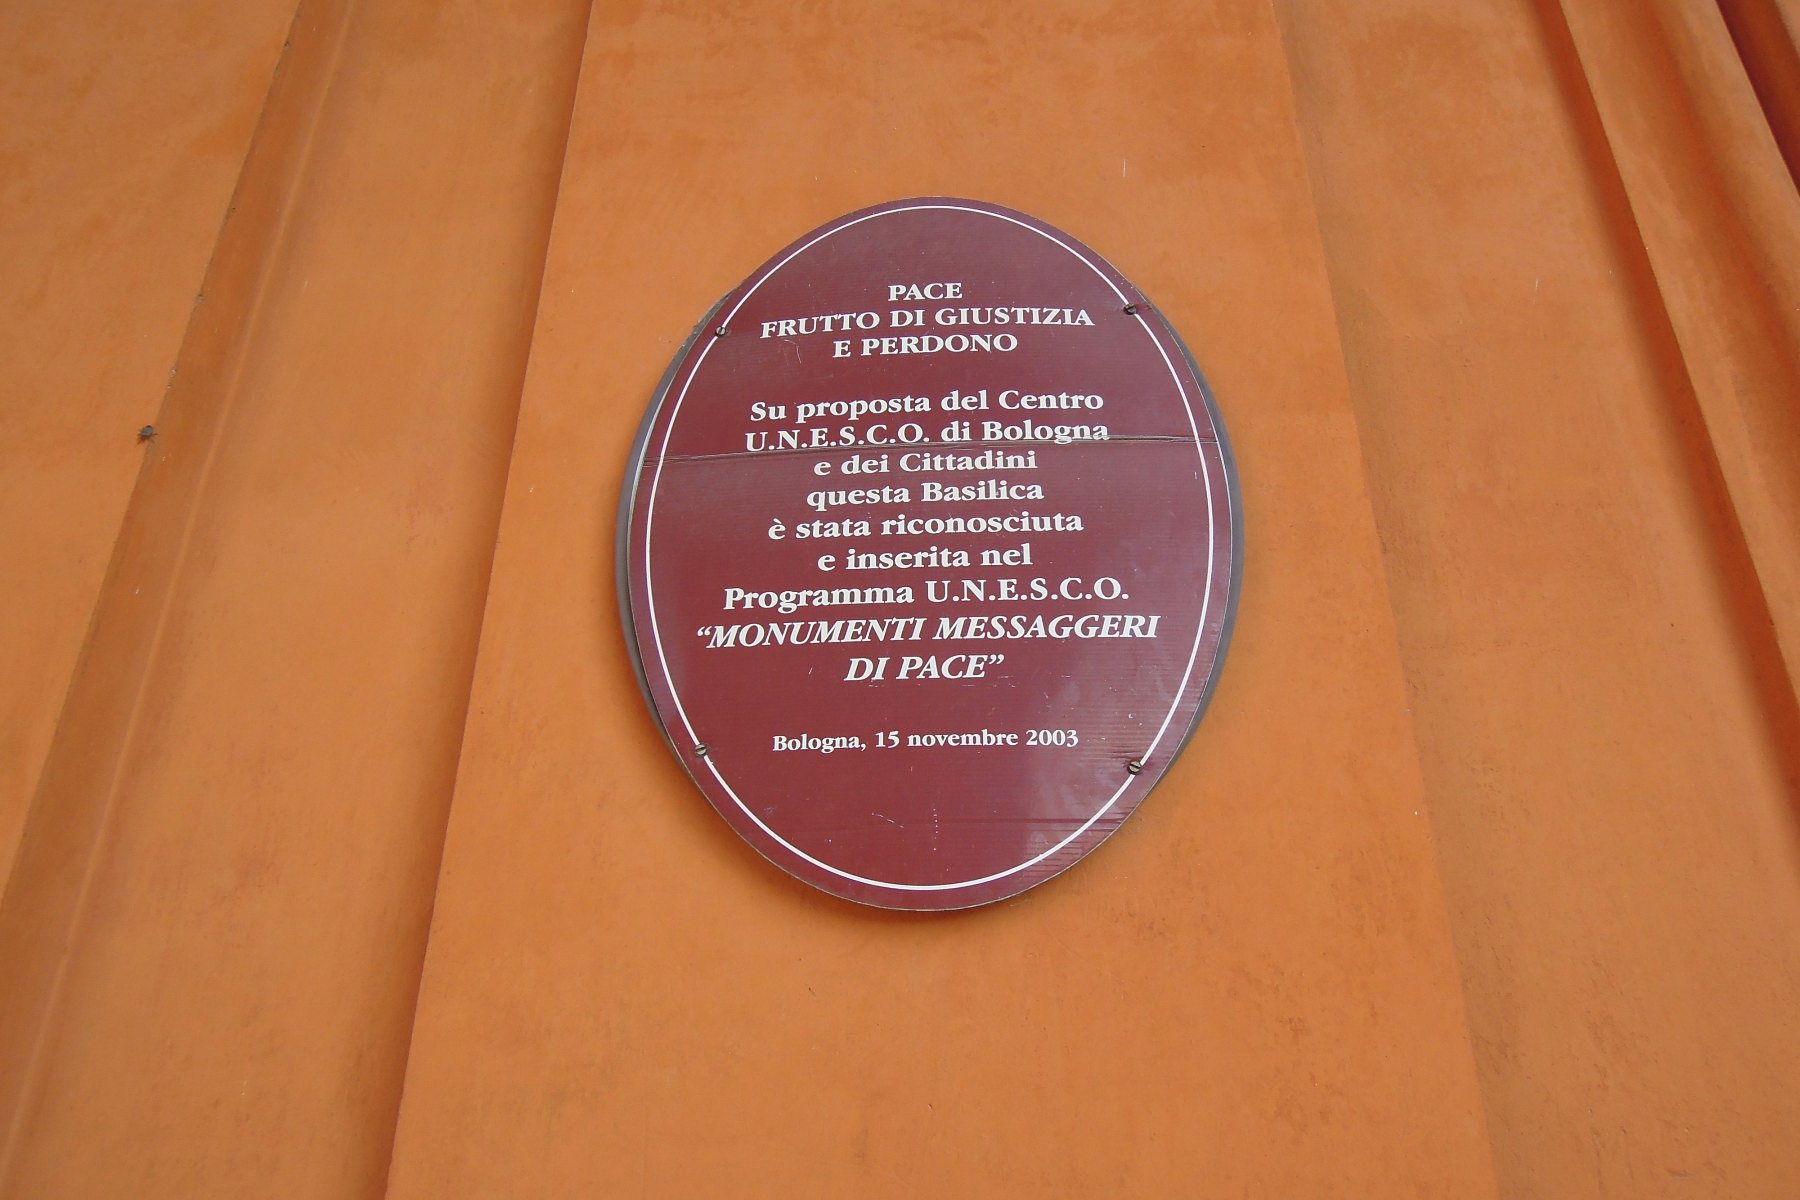 PACE
FRUTTO DI GIUSTIZIA
E PERDONO
Su proposta del Centro
U.N.E.S.C.O. di Bologna
e dei Cittadini
questa Basilica
è stata riconosciuta
e inserita nel
Programma U.N.E.S.C.O.
“MONUMENTI MESSAGGERI
DI PACE”
Bologna, 15 novembre 2003